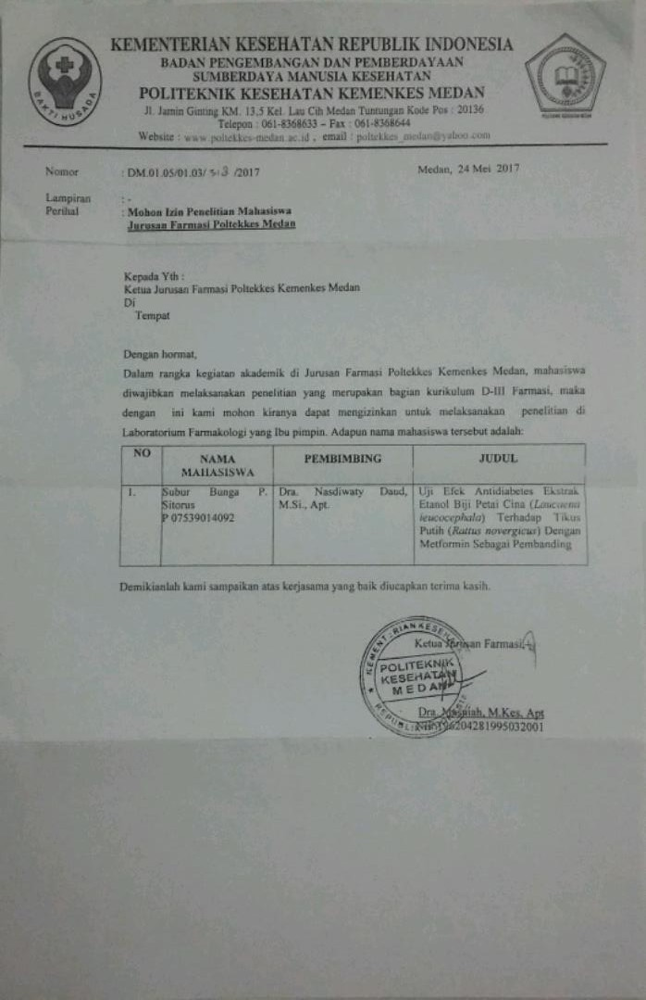 KEMENTERIAN KESEHATAN REPUBLIK INDONESIA
BADAN PENGEMBANGAN DAN PEMBERDAYAAN
SUMBERDAYA MANUSIA KESEHATAN
POLITEKNIK KESEHATAN KEMENKES MEDAN
Jl. Jamin Ginting KM. 13,5 Kel. Lau Cih Medan Tuntungan Kode Pos : 20136
Telepon : 061-8368633 – Fax : 061-8368644
Website : www.poltekkes-medan.ac.id , email : poltekkes_medan@yahoo.com
BAKTI HUSADA
POLITEKNIK KESEHATAN MEDAN
Nomor : DM.01.05/01.03/ /2017 Medan, 24 Mei 2017
Lampiran : -
Perihal : Mohon Izin Penelitian Mahasiswa
Jurusan Farmasi Poltekkes Medan
Kepada Yth :
Ketua Jurusan Farmasi Poltekkes Kemenkes Medan
Di
Tempat
Dengan hormat,
Dalam rangka kegiatan akademik di Jurusan Farmasi Poltekkes Kemenkes Medan, mahasiswa
diwajibkan melaksanakan penelitian yang merupakan bagian kurikulum D-III Farmasi, maka
dengan ini kami mohon kiranya dapat mengizinkan untuk melaksanakan penelitian di
Laboratorium Farmakologi yang Ibu pimpin. Adapun nama mahasiswa tersebut adalah:
NO NAMA PEMBIMBING JUDUL
MAHASISWA
1. Subur Bunga P. Dra. Nasdiwaty Daud, Uji Efek Antidiabetes Ekstrak
Sitorus M.Si., Apt. Etanol Biji Petai Cina (Laucaena
P 07539014092 leucocephala) Terhadap Tikus
Putih (Rattus novergicus) Dengan
Metformin Sebagai Pembanding
Demikianlah kami sampaikan atas kerjasama yang baik diucapkan terima kasih.
Ketua Jurusan Farmasi,
POLITEKNIK
KESEHATAN
MEDAN
Dra. Masniah, M.Kes, Apt
NIP. 196204281995032001